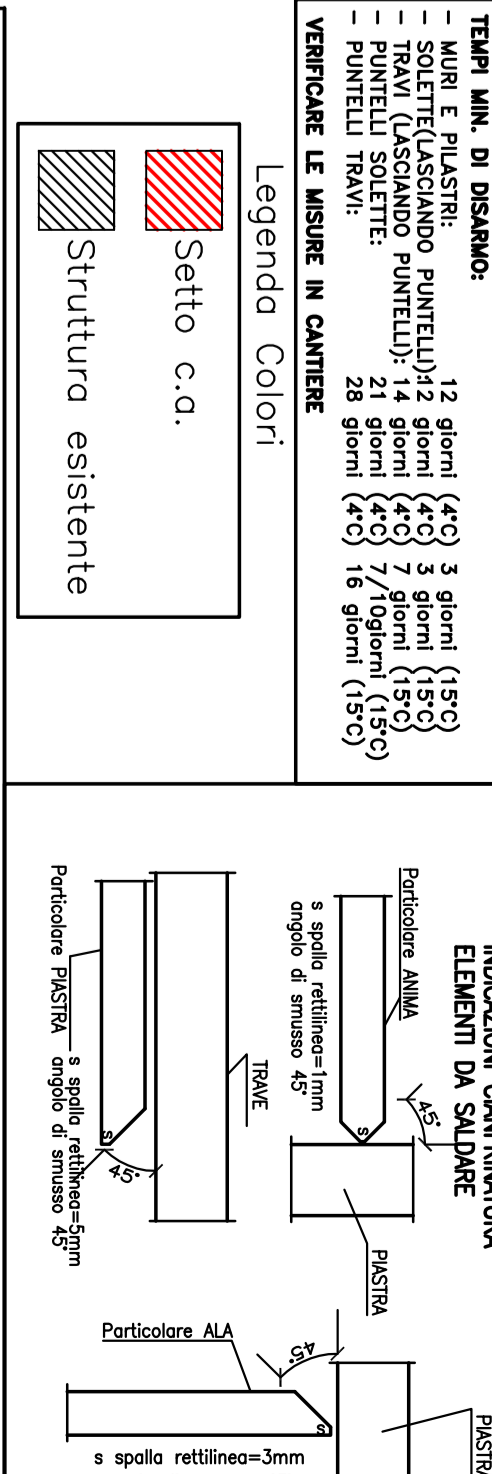 TEMPI MIN. DI DISARMO:
- MURI E PILASTRI: 12 giorni (4°C) 3 giorni (15°C)
- SOLETTE(LASCIANDO PUNTELLI):12 giorni (4°C) 3 giorni (15°C)
- TRAVI (LASCIANDO PUNTELLI): 14 giorni (4°C) 7 giorni (15°C)
- PUNTELLI SOLETTE: 21 giorni (4°C) 7/10giorni (15°C)
- PUNTELLI TRAVI: 28 giorni (4°C) 16 giorni (15°C)
VERIFICARE LE MISURE IN CANTIERE
Legenda Colori
Setto c.a.
Struttura esistente
INDICAZIONI CIANFRINATURA
ELEMENTI DA SALDARE
Particolare ANIMA
45°
s
PIASTRA
s spalla rettilinea=1mm
angolo di smusso 45°
TRAVE
45°
s
Particolare PIASTRA
s spalla rettilinea=5mm
angolo di smusso 45°
PIASTRA
45°
Particolare ALA
s
s spalla rettilinea=3mm